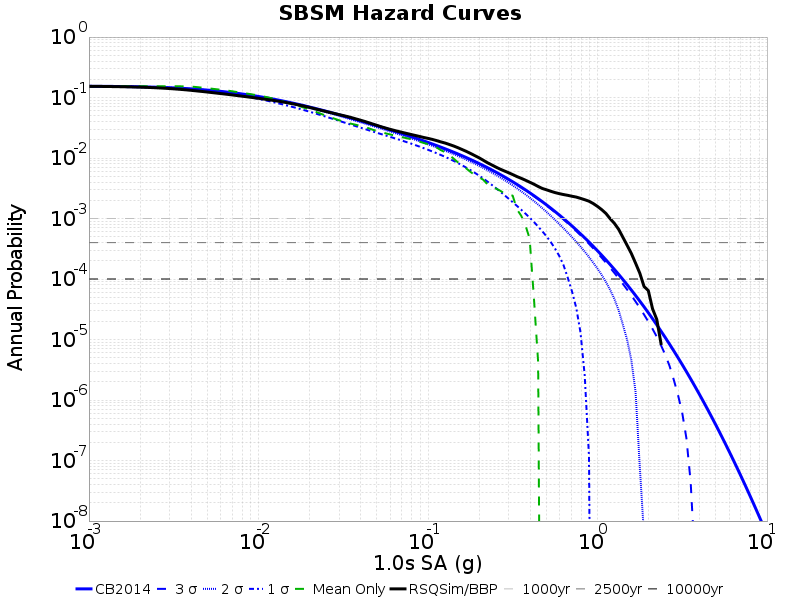 SBSM Hazard Curves
10^0
10^-1
10^-2
10^-3
10^-4
10^-5
10^-6
10^-7
10^-8
Annual Probability
10^-3 10^-2 10^-1 10^0 10^1
1.0s SA (g)
CB2014 3 σ 2 σ 1 σ Mean Only RSQSim/BBP 1000yr 2500yr 10000yr